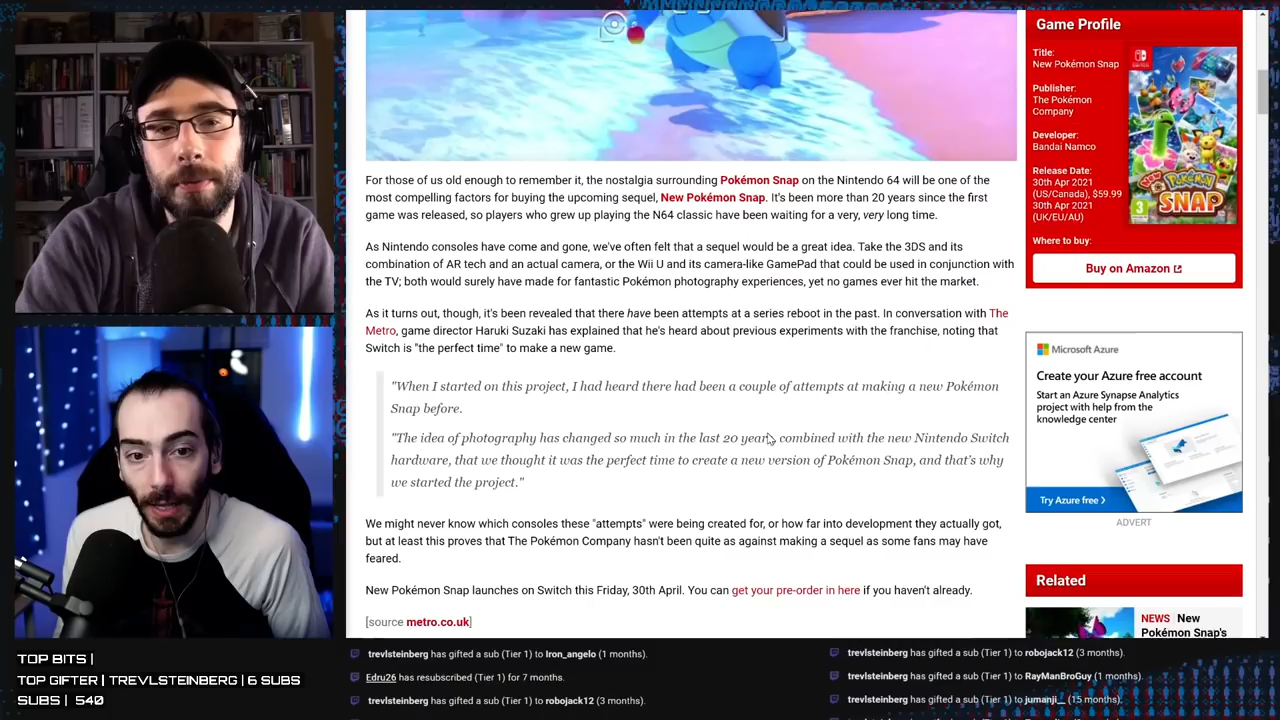 For those of us old enough to remember it, the nostalgia surrounding Pokémon Snap on the Nintendo 64 will be one of the
most compelling factors for buying the upcoming sequel, New Pokémon Snap. It's been more than 20 years since the first
game was released, so players who grew up playing the N64 classic have been waiting for a very, very long time.
As Nintendo consoles have come and gone, we've often felt that a sequel would be a great idea. Take the 3DS and its
combination of AR tech and an actual camera, or the Wii U and its camera-like GamePad that could be used in conjunction with
the TV; both would surely have made for fantastic Pokémon photography experiences, yet no games ever hit the market.
As it turns out, though, it's been revealed that there have been attempts at a series reboot in the past. In conversation with The
Metro, game director Haruki Suzaki has explained that he's heard about previous experiments with the franchise, noting that
Switch is "the perfect time" to make a new game.
"When I started on this project, I had heard there had been a couple of attempts at making a new Pokémon
Snap before.
"The idea of photography has changed so much in the last 20 years, combined with the new Nintendo Switch
hardware, that we thought it was the perfect time to create a new version of Pokémon Snap, and that's why
we started the project."
We might never know which consoles these "attempts" were being created for, or how far into development they actually got,
but at least this proves that The Pokémon Company hasn't been quite as against making a sequel as some fans may have
feared.
New Pokémon Snap launches on Switch this Friday, 30th April. You can get your pre-order in here if you haven't already.
[source metro.co.uk]
Game Profile
Title:
New Pokémon Snap
Publisher:
The Pokémon
Company
Developer:
Bandai Namco
Release Date:
30th Apr 2021
(US/Canada), $59.99
30th Apr 2021
(UK/EU/AU)
NEW POKÉMON
SNAP
3
Where to buy:
Buy on Amazon
Microsoft Azure
Create your Azure free account
Start an Azure Synapse Analytics
project with help from the
knowledge center
Try Azure free >
ADVERT
Related
NEWS New
Pokémon Snap's
TOP BITS |
TOP GIFTER | TREVLSTEINBERG | 6 SUBS
SUBS | 540
trevlsteinberg has gifted a sub (Tier 1) to Iron_angelo (1 months).
Edru26 has resubscribed (Tier 1) for 7 months.
trevlsteinberg has gifted a sub (Tier 1) to robojack12 (3 months).
trevlsteinberg has gifted a sub (Tier 1) to robojack12 (3 months).
trevlsteinberg has gifted a sub (Tier 1) to RayManBroGuy (1 months).
trevlsteinberg has gifted a sub (Tier 1) to jumanji__ (15 months).